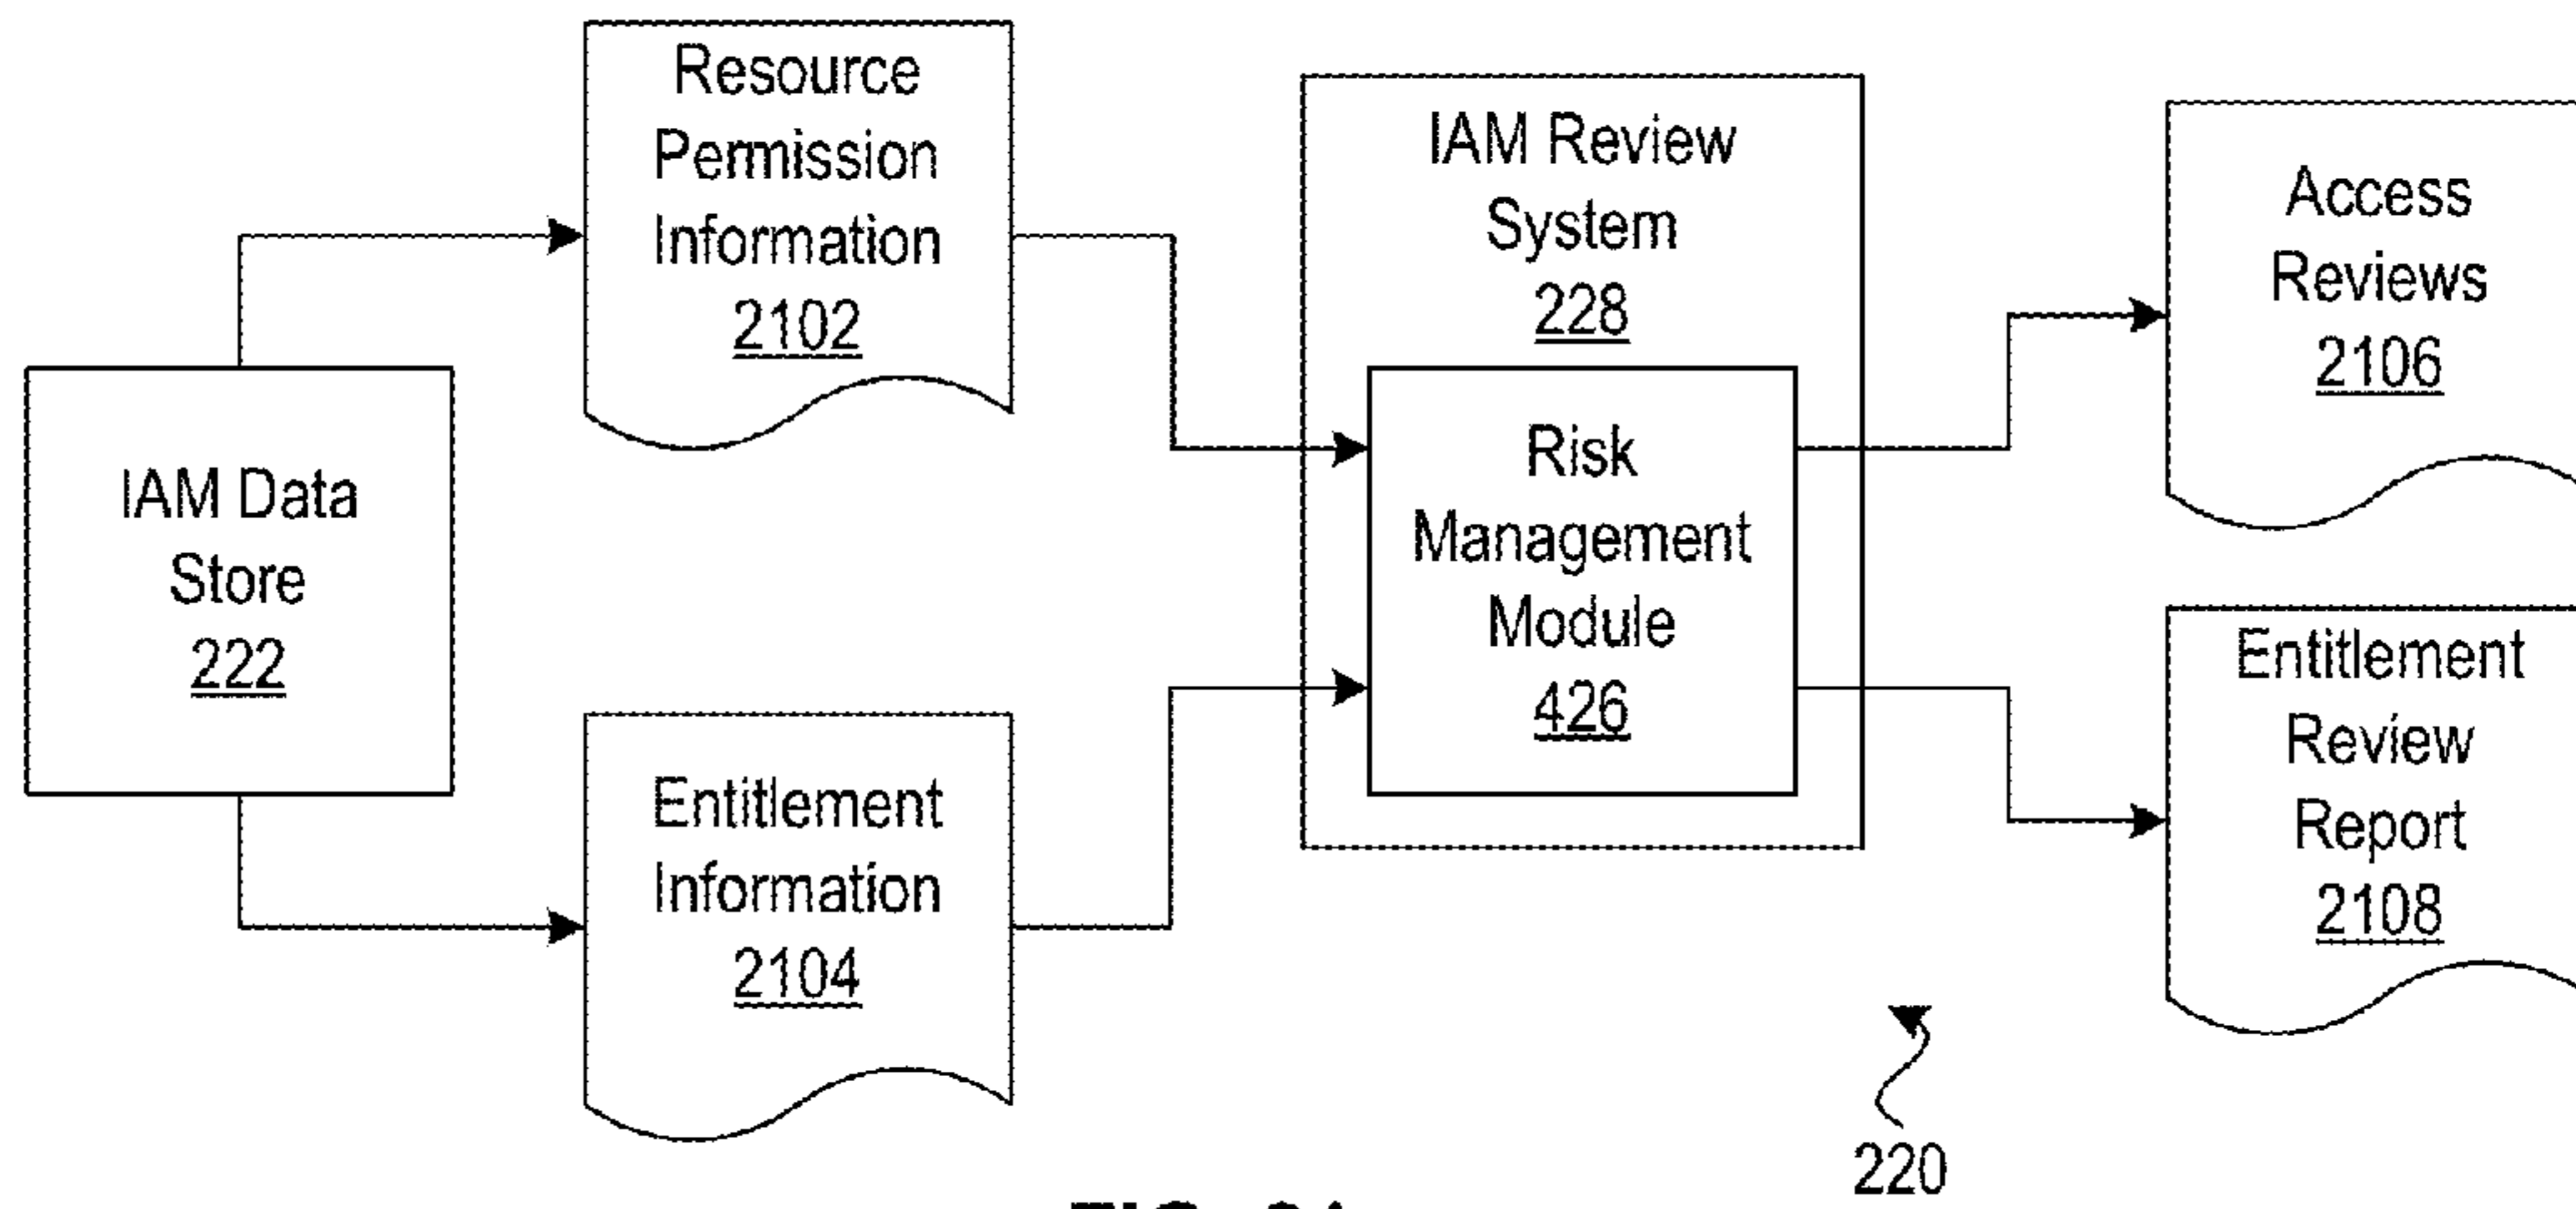 Resource
Permission
Information
2102
IAM Data
Store
222
Entitlement
Information
2104
IAM Review
System
228
Risk
Management
Module
426
Access
Reviews
2106
Entitlement
Review
Report
2108
220